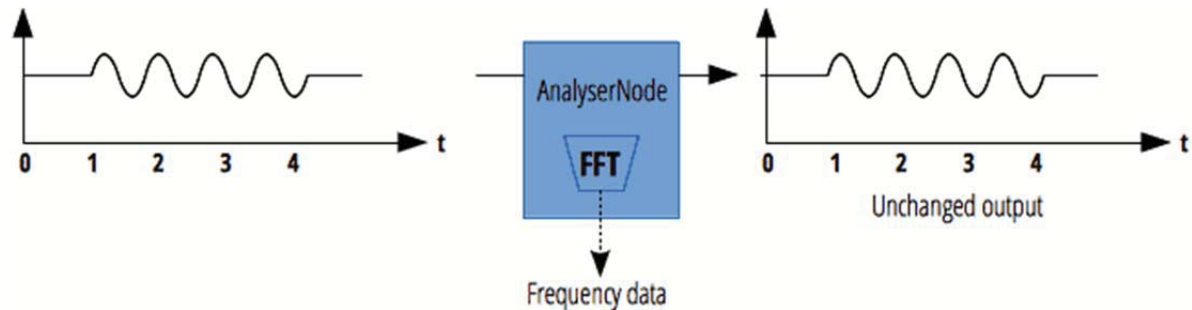 AnalyserNode
FFT
t
0 1 2 3 4
t
0 1 2 3 4
Unchanged output
Frequency data